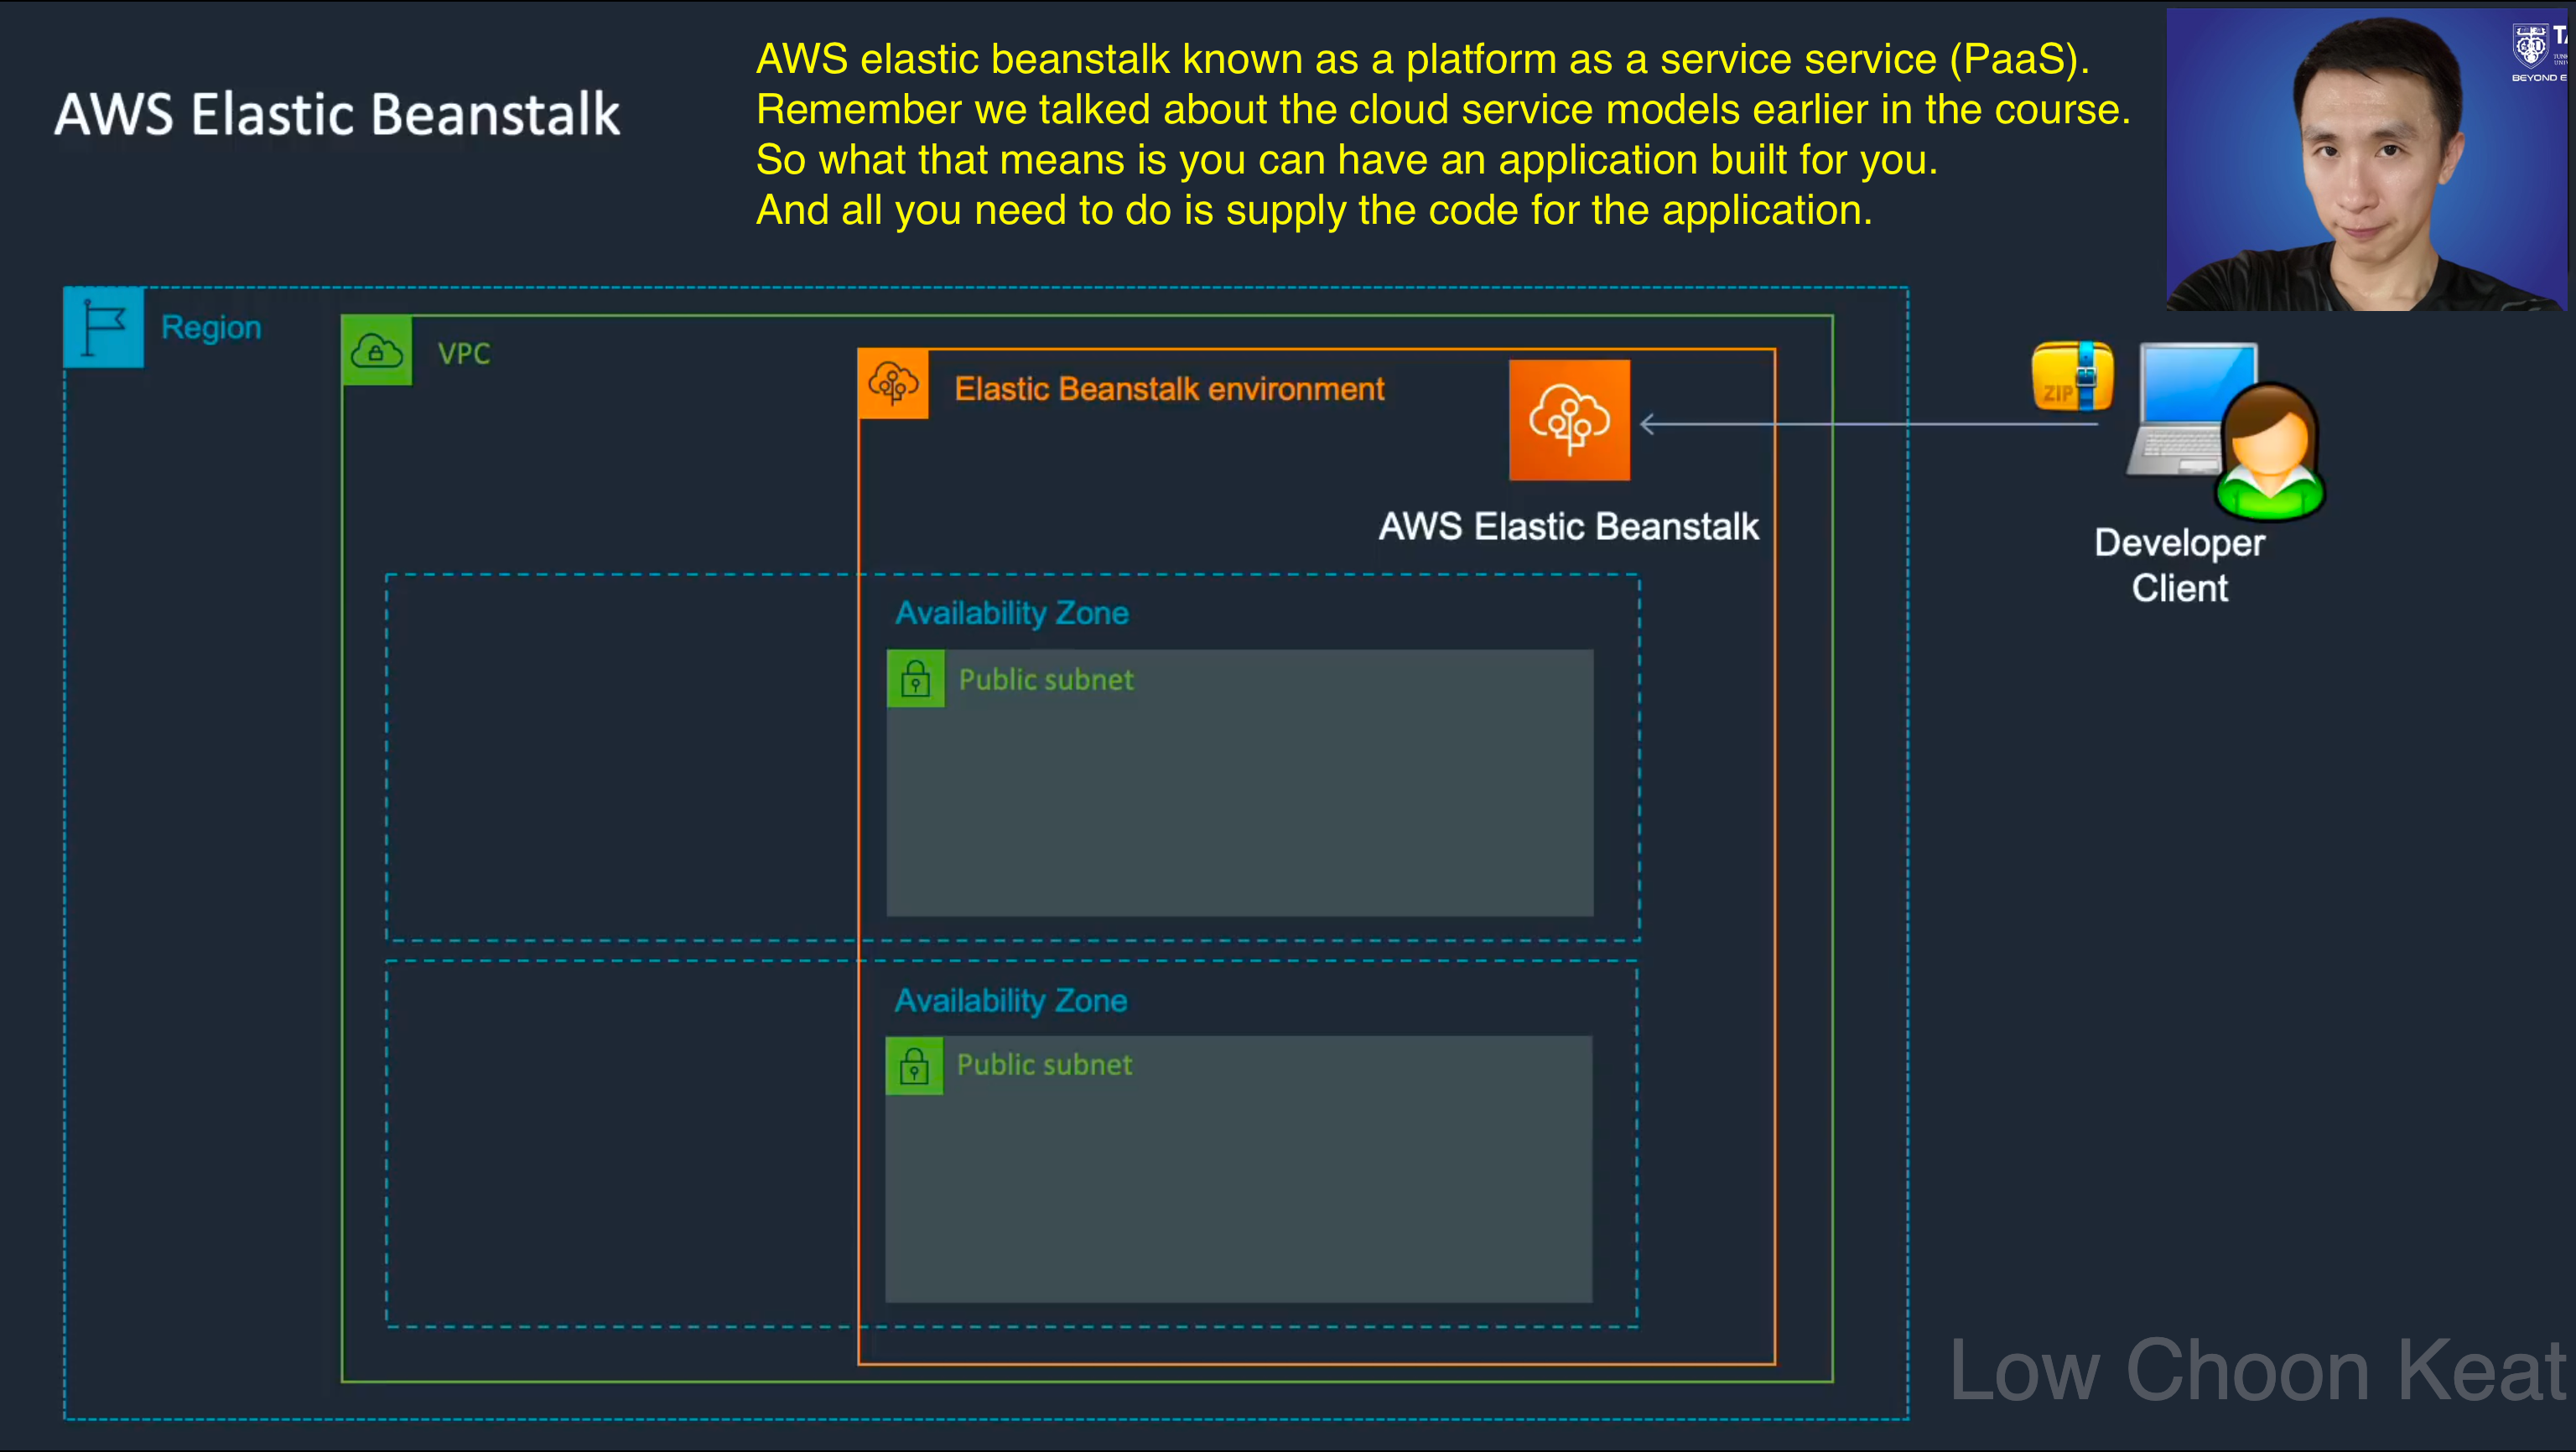 AWS Elastic Beanstalk
AWS elastic beanstalk known as a platform as a service service (PaaS).
Remember we talked about the cloud service models earlier in the course.
So what that means is you can have an application built for you.
And all you need to do is supply the code for the application.
BEYOND E
Region
VPC
Elastic Beanstalk environment
ZIP
AWS Elastic Beanstalk
Developer
Client
Availability Zone
Public subnet
Availability Zone
Public subnet
Low Choon Keat